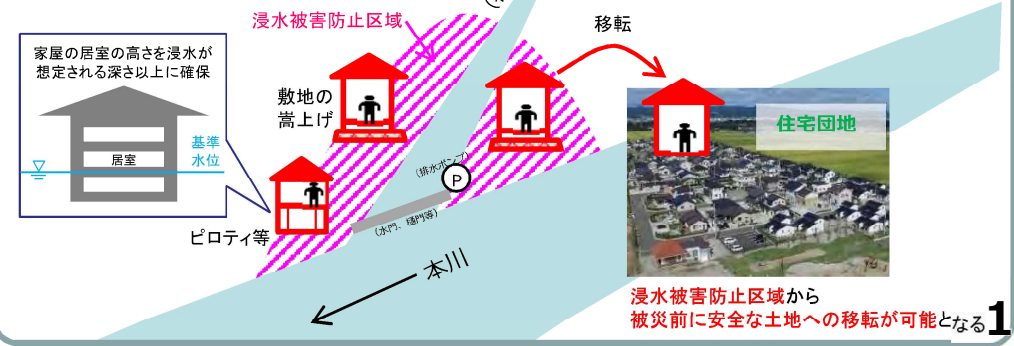 浸水被害防止区域
移転
家屋の居室の高さを浸水が
想定される深さ以上に確保
敷地の
嵩上げ
住宅団地
居室
基準
水位
(排水ポンプ)
P
(水門、樋門等)
ピロティ等
本川
浸水被害防止区域から
被災前に安全な土地への移転が可能となる
1